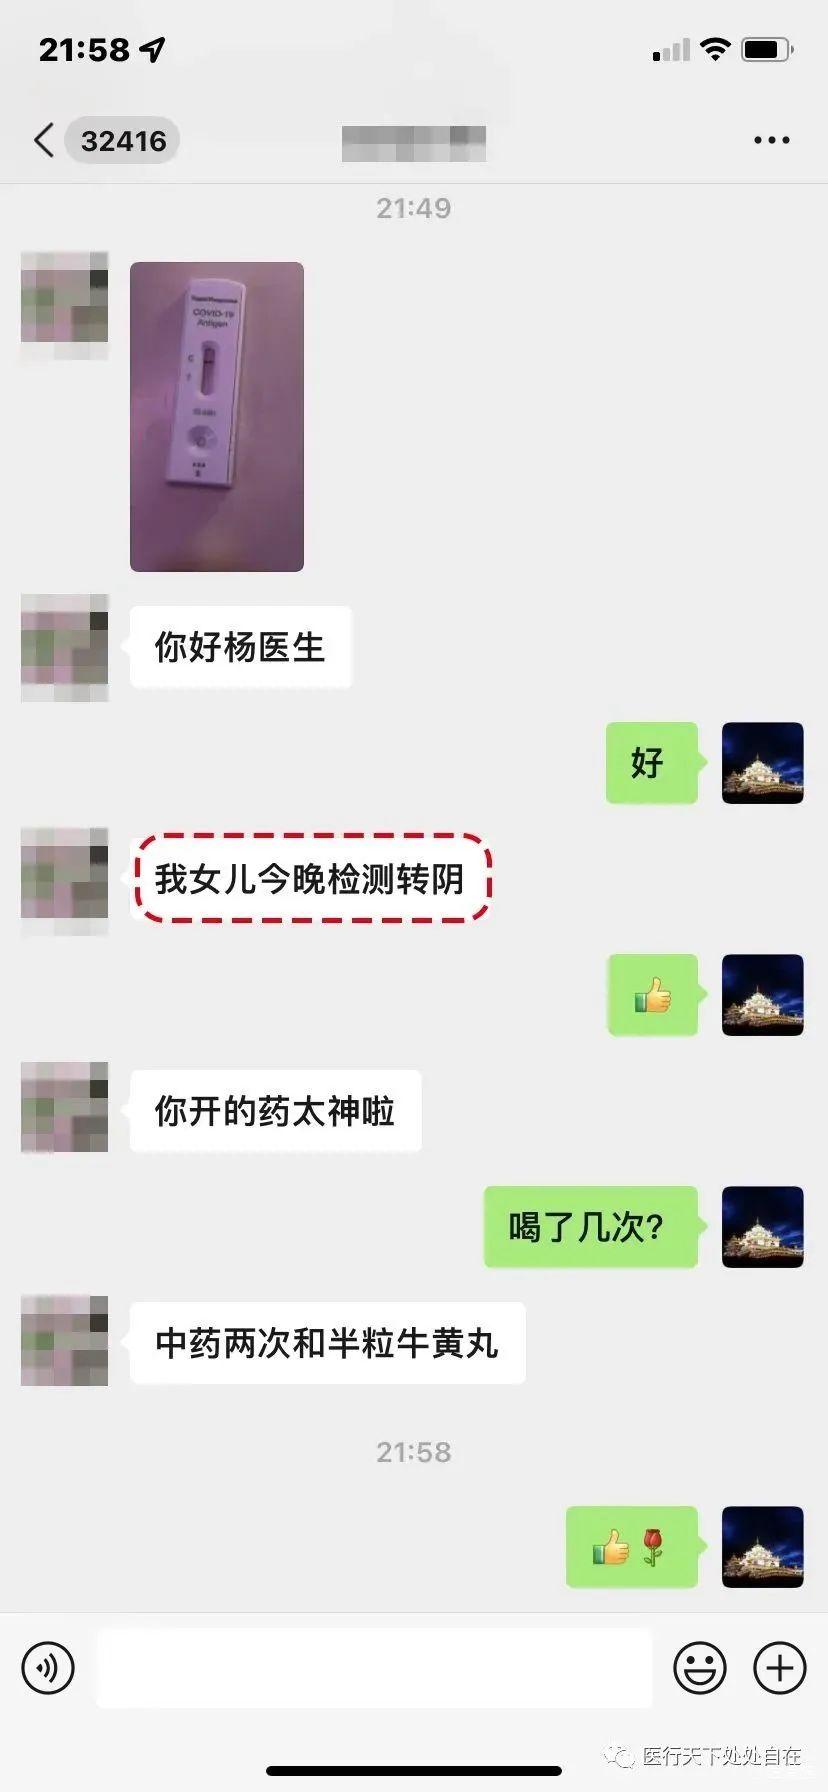 21:58
32416
21:49
COVID-19
Antigen
C
T
你好杨医生
好
我女儿今晚检测转阴
你开的药太神啦
喝了几次?
中药两次和半粒牛黄丸
21:58
医行天下处处自在